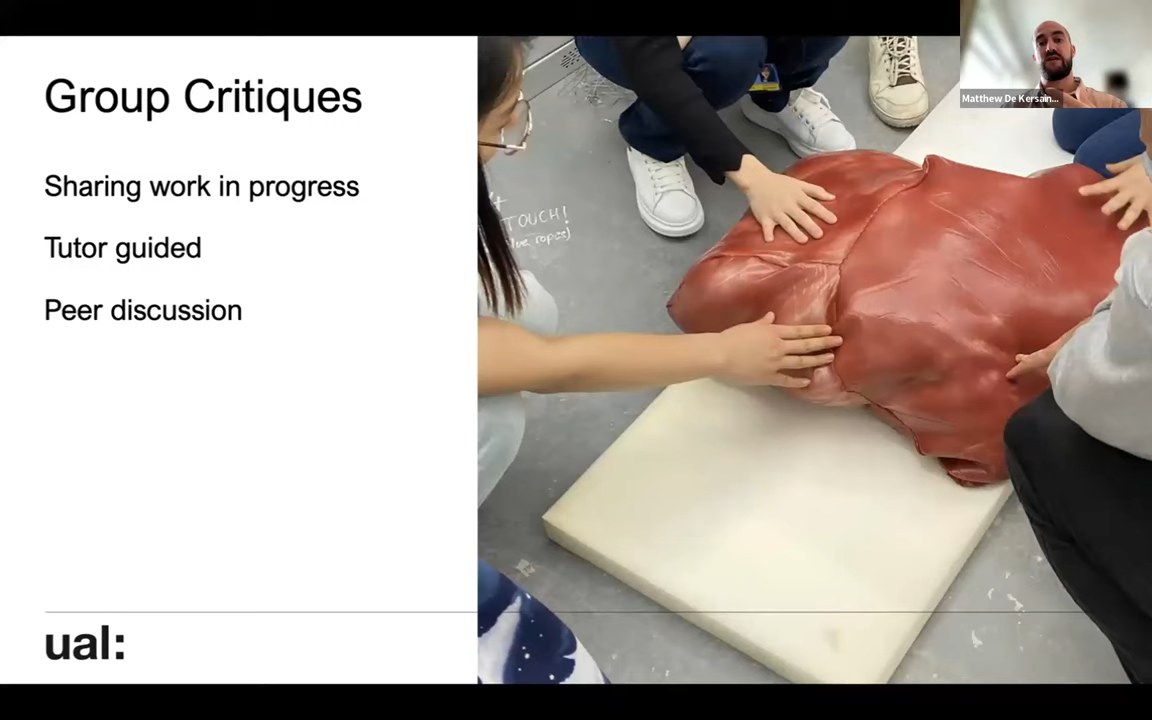 Group Critiques
Matthew De Kersain...
Sharing work in progress
Tutor guided
TOUCH!
Peer discussion
ual: